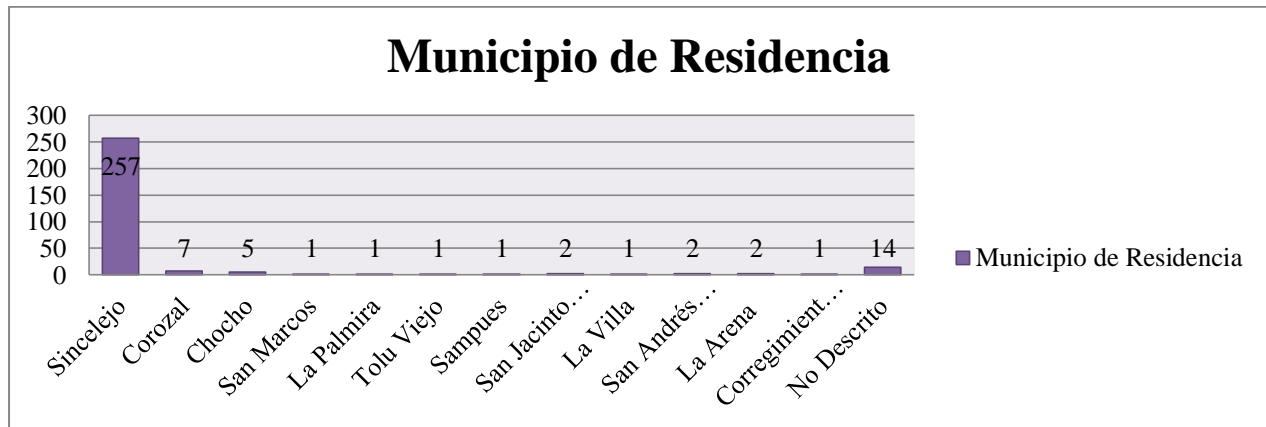 Municipio de Residencia
300
250
200
150
100
50
0
257
7
5
1
1
1
1
2
1
2
2
1
14
Sincelejo
Corozal
Chocho
San Marcos
La Palmira
Tolu Viejo
Sampues
San Jacinto…
La Villa
San Andrés…
La Arena
Corregimient…
No Descrito
Municipio de Residencia